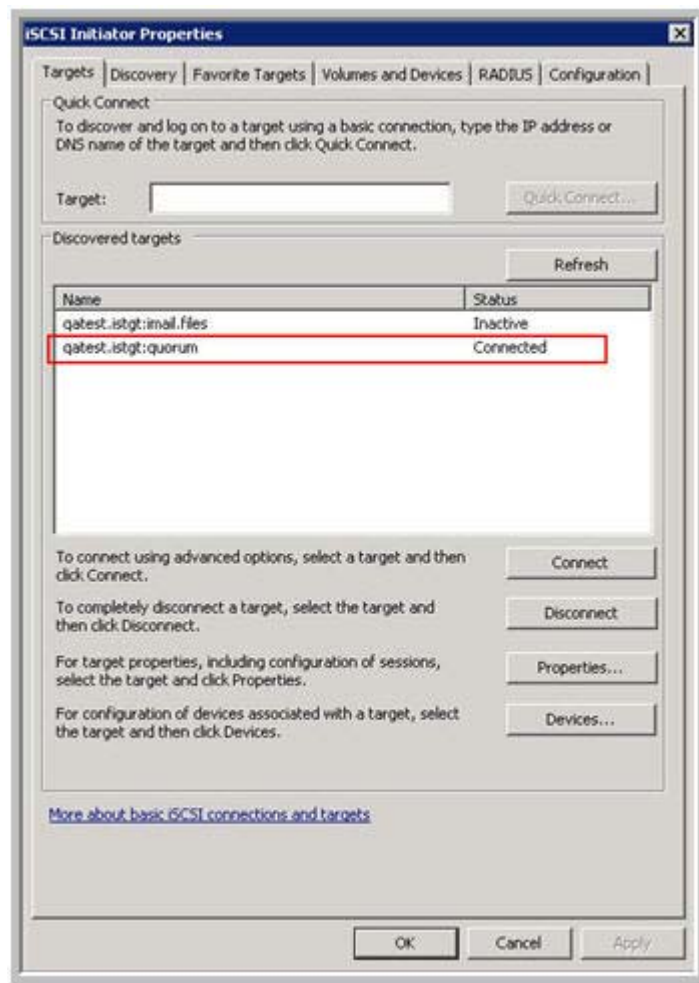 iSCSI Initiator Properties
Targets Discovery Favorite Targets Volumes and Devices RADIUS Configuration
Quick Connect
To discover and log on to a target using a basic connection, type the IP address or
DNS name of the target and then click Quick Connect.
Target:
Quick Connect...
Discovered targets
Refresh
Name Status
qatest.istgt:imail.files Inactive
qatest.istgt:quorum Connected
To connect using advanced options, select a target and then
click Connect.
Connect
To completely disconnect a target, select the target and
then click Disconnect.
Disconnect
For target properties, including configuration of sessions,
select the target and click Properties.
Properties...
For configuration of devices associated with a target, select
the target and then click Devices.
Devices...
More about basic iSCSI connections and targets
OK Cancel Apply